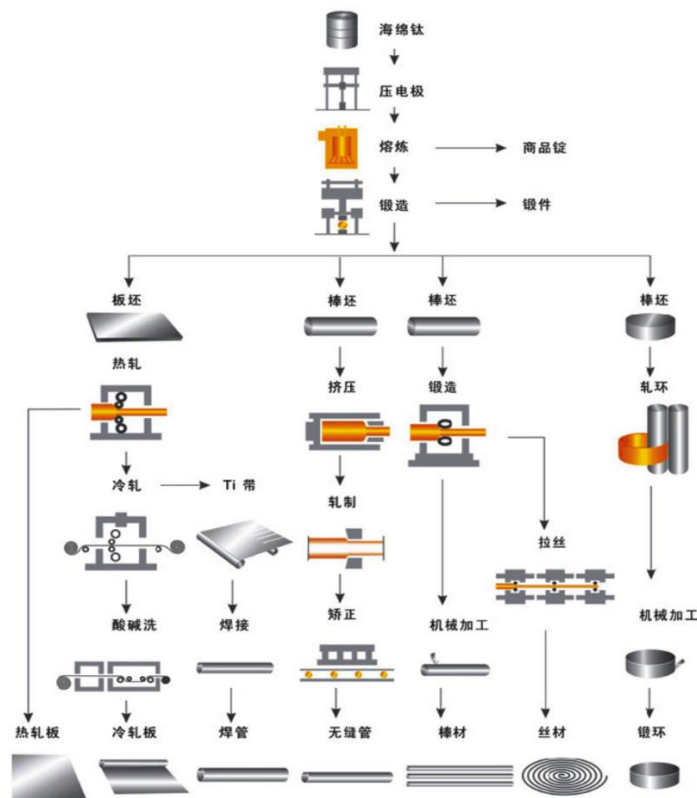 海绵钛
压电极
熔炼
商品锭
锻造
锻件
板坯
棒坯
棒坯
棒坯
热轧
挤压
锻造
轧环
冷轧
Ti 带
轧制
拉丝
酸碱洗
焊接
矫正
机械加工
机械加工
热轧板
冷轧板
焊管
无缝管
棒材
丝材
锻环